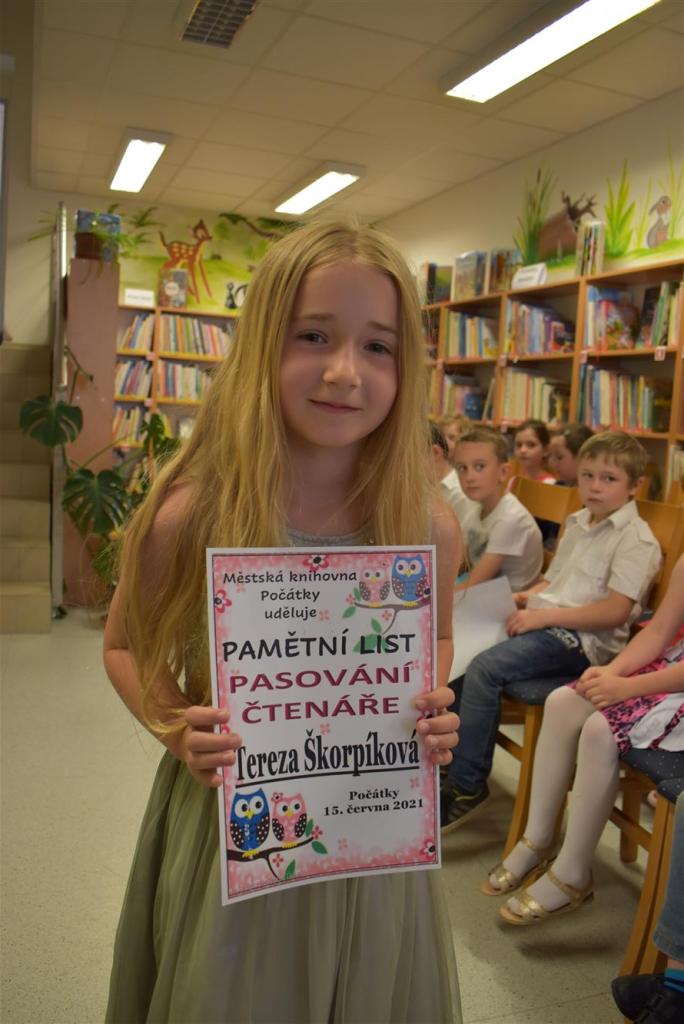 Městská knihovna
Počátky
uděluje
PAMĚTNÍ LIST
PASOVÁNÍ
ČTENÁŘE
Tereza Škorpíková
Počátky
15. června 2021